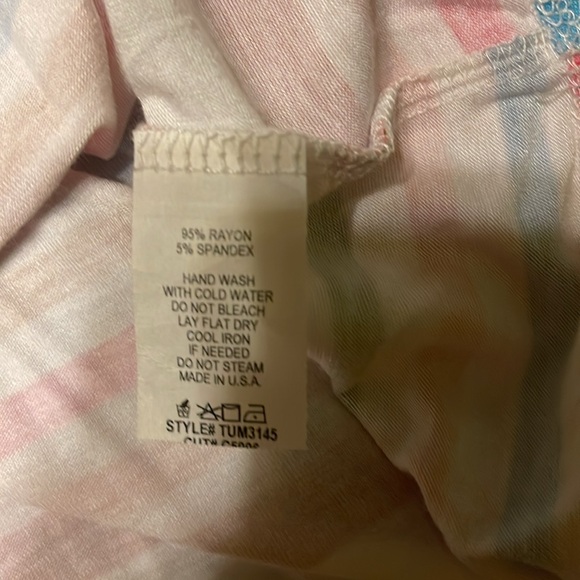 95% RAYON
5% SPANDEX
HAND WASH
WITH COLD WATER
DO NOT BLEACH
LAY FLAT DRY
COOL IRON
IF NEEDED
DO NOT STEAM
MADE IN U.S.A
STYLE# TUM3145
CUT#